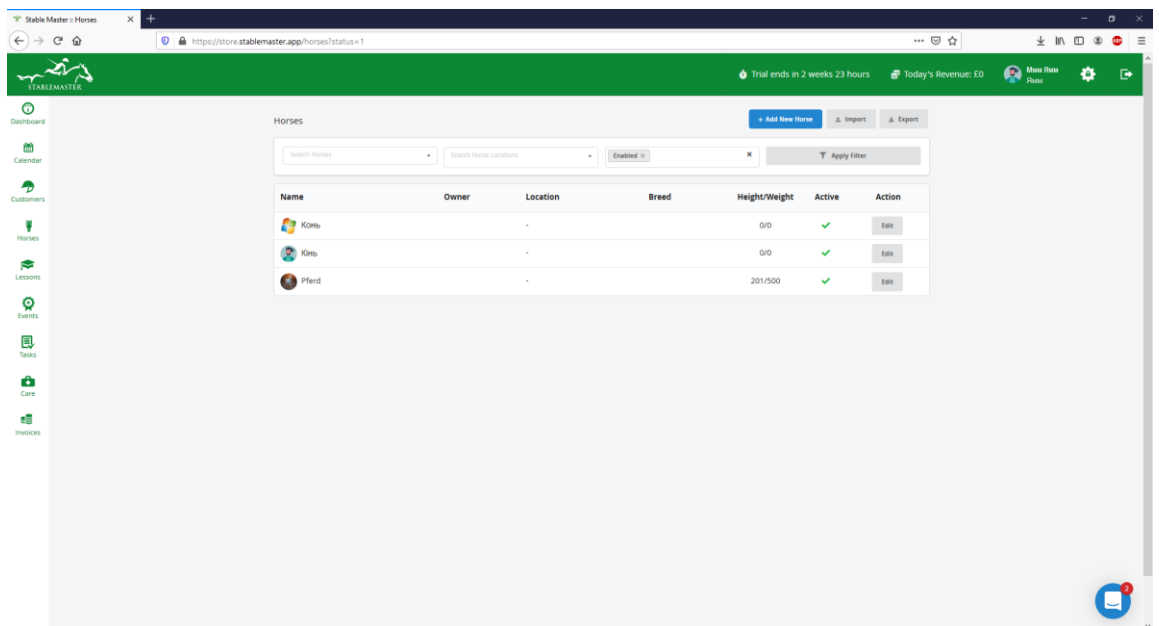 Stable Master :: Horses
https://store.stablemaster.app/horses?status=1
STABLEMASTER
Trial ends in 2 weeks 23 hours
Today's Revenue: £0
Мии Яии
Яиии
Dashboard
Calendar
Customers
Horses
Lessons
Events
Tasks
Care
Invoices
Horses
+ Add New Horse
Import
Export
Search Horses
Search Horse Locations
Enabled ×
Apply Filter
Name Owner Location Breed Height/Weight Active Action
Конь - 0/0 Edit
Кінь - 0/0 Edit
Pferd - 201/500 Edit
2